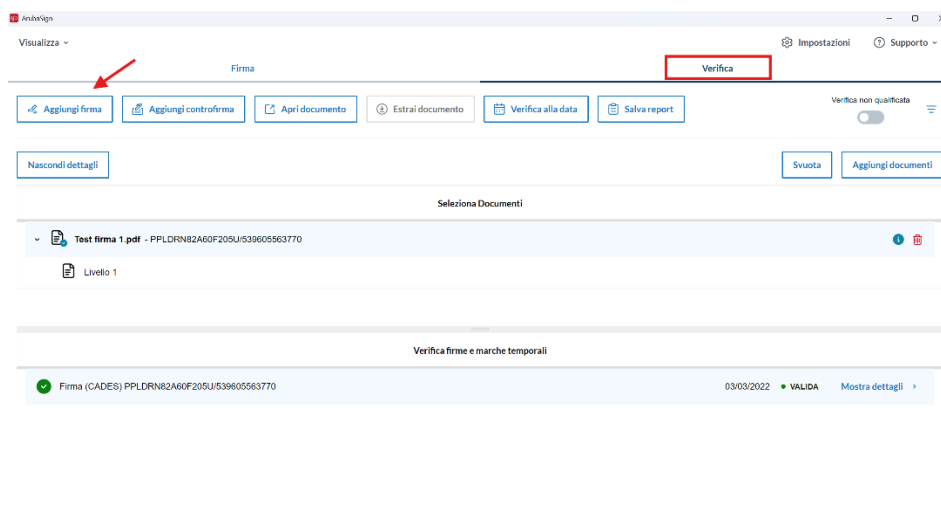 ArubaSign
Visualizza
Impostazioni
Supporto
Firma
Verifica
Aggiungi firma
Aggiungi controfirma
Apri documento
Estrai documento
Verifica alla data
Salva report
Verifica non qualificata
Nascondi dettagli
Svuota
Aggiungi documenti
Seleziona Documenti
Test firma 1.pdf - PPLDRN82A60F205U/539605563770
Livello 1
Verifica firme e marche temporali
Firma (CADES) PPLDRN82A60F205U/539605563770
03/03/2022
VALIDA
Mostra dettagli